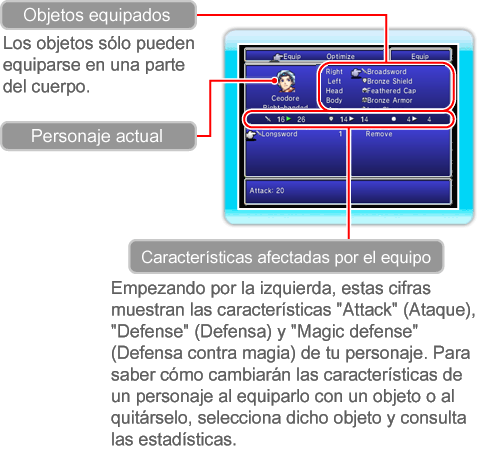 Objetos equipados
Los objetos sólo pueden
equiparse en una parte
del cuerpo.
Personaje actual
Equip Optimize Equip
Ceodore
Right-handed
Right Broadsword
Left Bronze Shield
Head Feathered Cap
Body Bronze Armor
16 26 14 14 4 4
Longsword 1 Remove
Attack: 20
Características afectadas por el equipo
Empezando por la izquierda, estas cifras
muestran las características "Attack" (Ataque),
"Defense" (Defensa) y "Magic defense"
(Defensa contra magia) de tu personaje. Para
saber cómo cambiarán las características de
un personaje al equiparlo con un objeto o al
quitárselo, selecciona dicho objeto y consulta
las estadísticas.